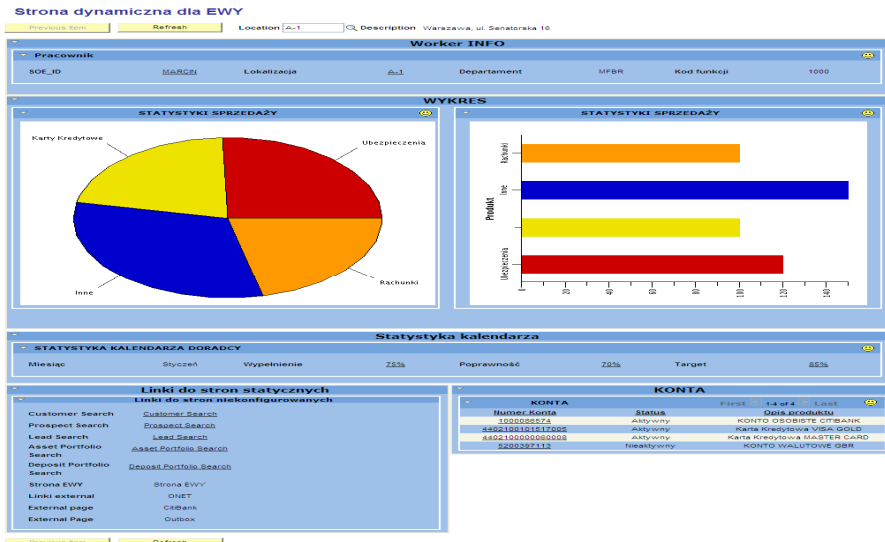 Strona dynamiczna dla EWY
Previous Item Refresh Location A-1 Description Warszawa, ul. Senatorska 16
Worker INFO
Pracownik
SOE_ID MARCIN Lokalizacja A-1 Departament MFBR Kod funkcji 1000
WYKRES
STATYSTYKI SPRZEDAŻY STATYSTYKI SPRZEDAŻY
Karty Kredytowe
Ubezpieczenia
Inne
Rachunki
Produkt
Rachunki
Inne
Ubezpieczenia
0 20 40 60 80 100 120 140
Statystyka kalendarza
STATYSTYKA KALENDARZA DORADCY
Miesiąc Styczeń Wypełnienie 75% Poprawność 70% Target 85%
Linki do stron statycznych
Linki do stron niekonfigurowanych
Customer Search Customer Search
Prospect Search Prospect Search
Lead Search Lead Search
Asset Portfolio
Search Asset Portfolio Search
Deposit Portfolio
Search Deposit Portfolio Search
Strona EWY Strona EWY
Linki external ONET
External page CitiBank
External Page Outbox
KONTA
KONTA First 1-4 of 4 Last
Numer Konta Status Opis produktu
1000086574 Aktywny KONTO OSOBISTE CITIBANK
4402100101517005 Aktywny Karta Kredytowa VISA GOLD
4402100000060008 Aktywny Karta Kredytowa MASTER CARD
5200397113 Nieaktywny KONTO WALUTOWE GBR
Previous Item Refresh